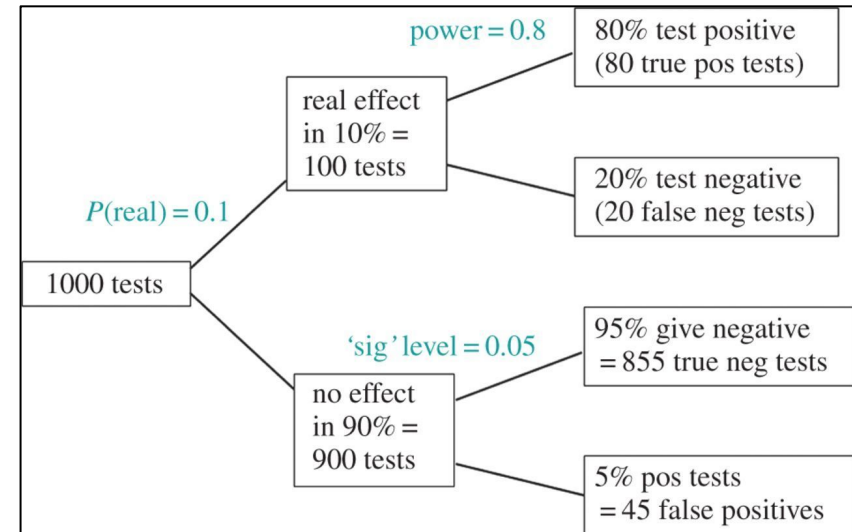 power = 0.8
80% test positive
(80 true pos tests)
real effect
in 10% =
100 tests
20% test negative
(20 false neg tests)
P(real) = 0.1
1000 tests
'sig' level = 0.05
95% give negative
= 855 true neg tests
no effect
in 90% =
900 tests
5% pos tests
= 45 false positives